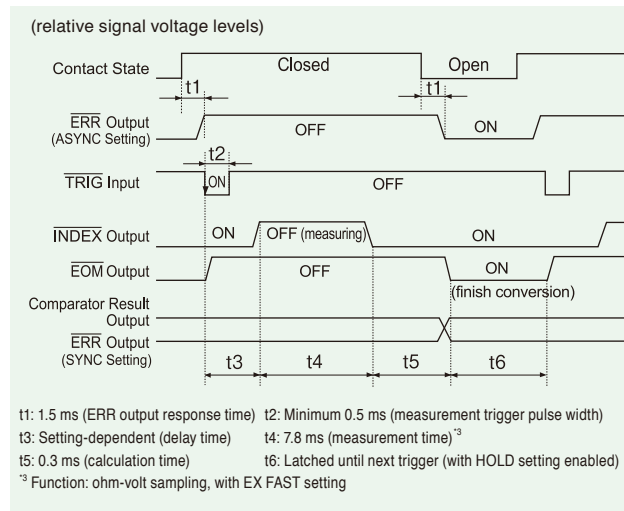 (relative signal voltage levels)
Contact State
Closed
Open
t1
t1
ERR Output
(ASYNC Setting)
OFF
ON
t2
TRIG Input
ON
OFF
INDEX Output
ON
OFF (measuring)
ON
EOM Output
OFF
ON
(finish conversion)
Comparator Result
Output
ERR Output
(SYNC Setting)
t3
t4
t5
t6
t1: 1.5 ms (ERR output response time) t2: Minimum 0.5 ms (measurement trigger pulse width)
t3: Setting-dependent (delay time) t4: 7.8 ms (measurement time)*3
t5: 0.3 ms (calculation time) t6: Latched until next trigger (with HOLD setting enabled)
*3 Function: ohm-volt sampling, with EX FAST setting